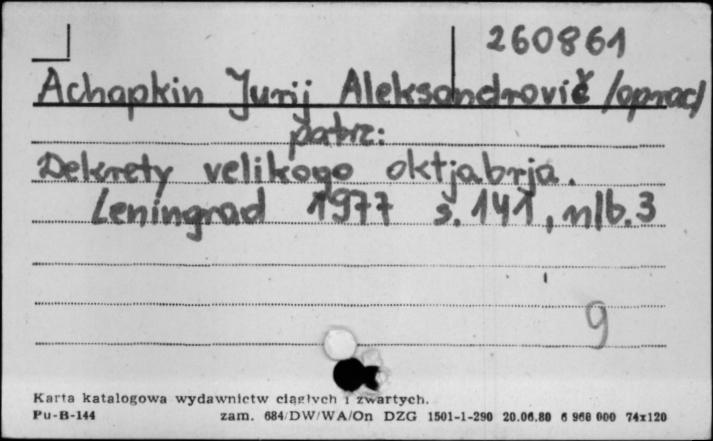 260861
Achapkin Jurij Aleksandrovič /oprac/
patrz:
Dekrety velikogo oktjabrja.
Leningrad 1977 s. 141, nlb. 3
9
Karta katalogowa wydawnictw ciągłych i zwartych.
Pu-B-144 zam. 684/DW/WA/On DZG 1501-1-290 20.06.80 6 968 000 74x120